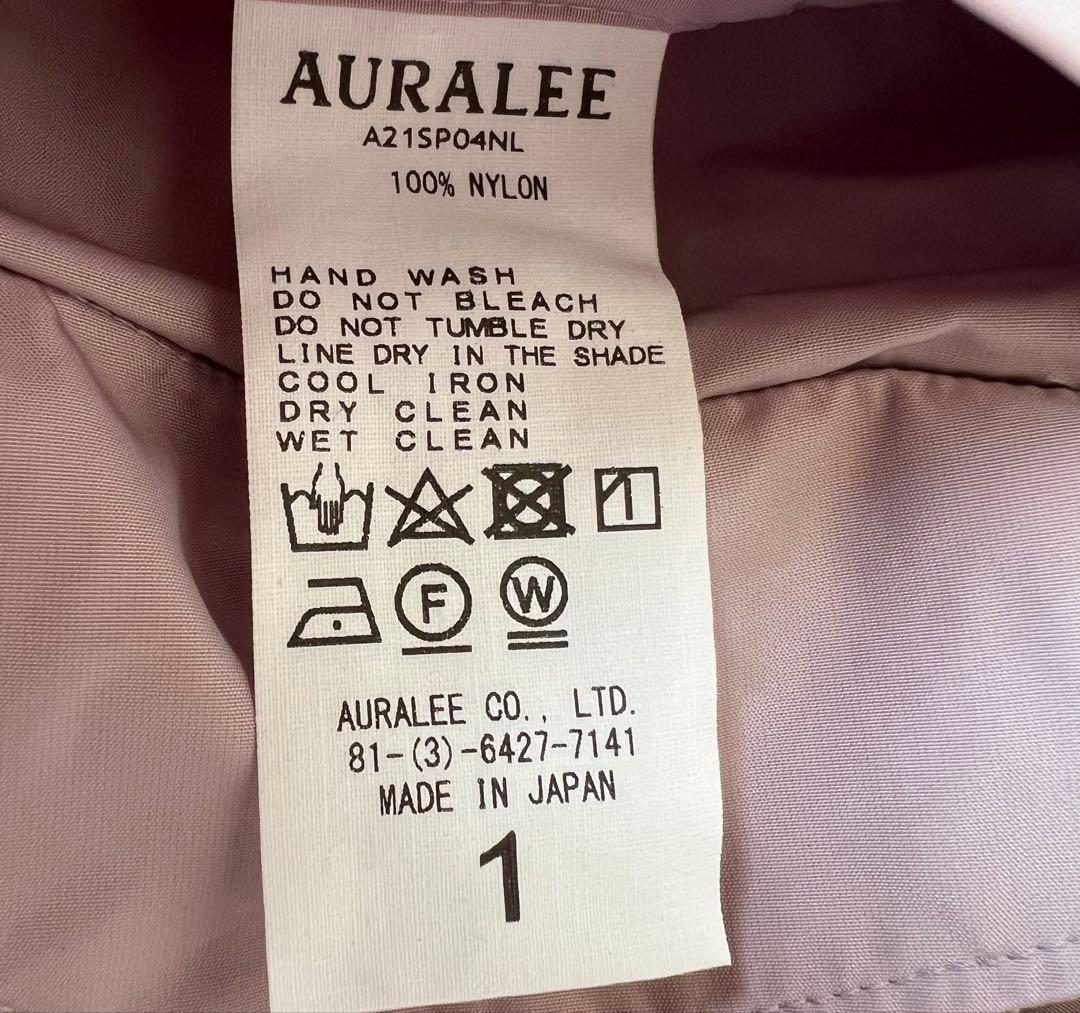 AURALEE
A21SP04NL
100% NYLON
HAND WASH
DO NOT BLEACH
DO NOT TUMBLE DRY
LINE DRY IN THE SHADE
COOL IRON
DRY CLEAN
WET CLEAN
F W
AURALEE CO., LTD.
81-(3)-6427-7141
MADE IN JAPAN
1